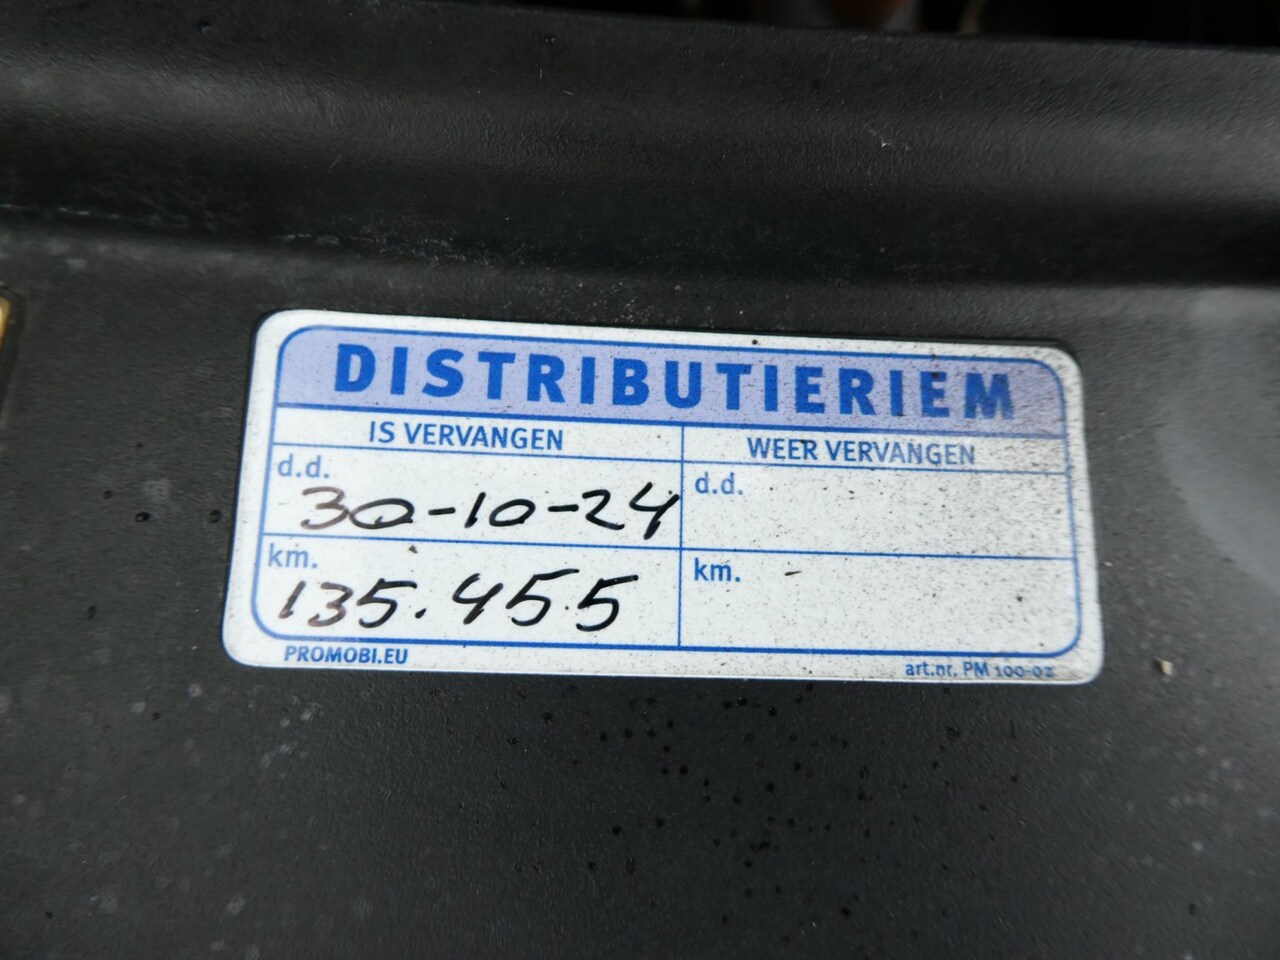 DISTRIBUTIERIEM
IS VERVANGEN
WEER VERVANGEN
d.d.
30-10-24
d.d.
km.
135.455
km.
PROMOBI.EU
art.nr. PM 100-02